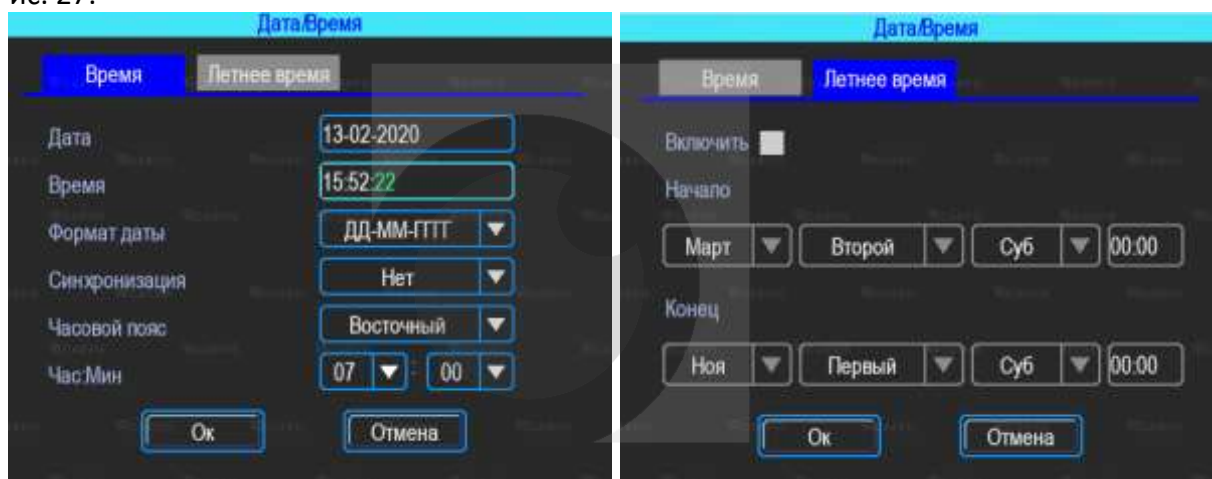 ис. 27.
Дата/Время
Время Летнее время
Дата 13-02-2020
Время 15:52:22
Формат даты ДД-ММ-ГГГГ
Синхронизация Нет
Часовой пояс Восточный
Час:Мин 07 : 00
Ок Отмена
Дата/Время
Время Летнее время
Включить
Начало
Март Второй Суб 00:00
Конец
Ноя Первый Суб 00:00
Ок Отмена